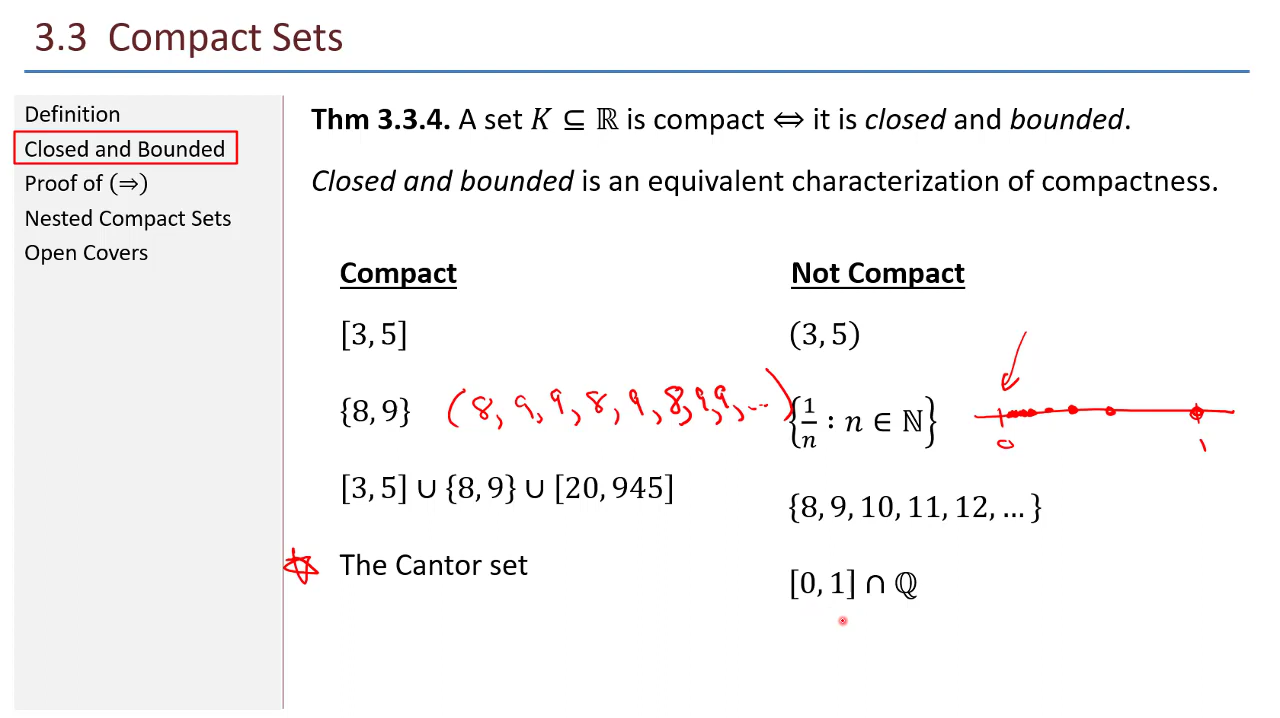 3.3 Compact Sets
Definition
Closed and Bounded
Proof of (⇒)
Nested Compact Sets
Open Covers
Thm 3.3.4. A set K ⊆ ℝ is compact ⇔ it is closed and bounded.
Closed and bounded is an equivalent characterization of compactness.
Compact
[3, 5]
{8, 9} (8, 9, 9, 8, 9, 8, 9, 9, ...)
[3, 5] ∪ {8, 9} ∪ [20, 945]
The Cantor set
Not Compact
(3, 5)
{1/n : n ∈ ℕ}
0 1
{8, 9, 10, 11, 12, … }
[0, 1] ∩ ℚ